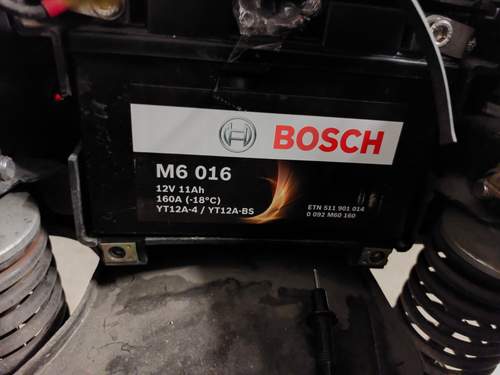 BOSCH
M6 016
12V 11Ah
160A (-18°C)
YT12A-4 / YT12A-BS
ETN 511 901 014
0 092 M60 160